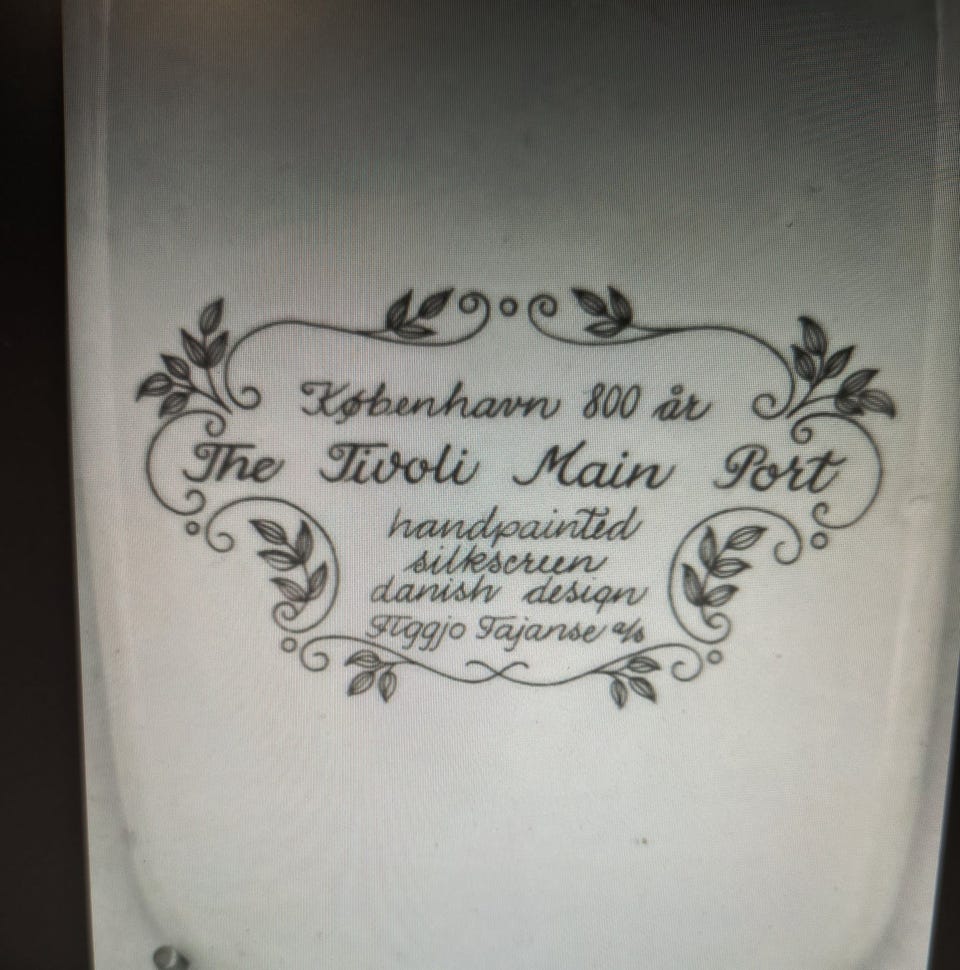 København 800 år
The Tivoli Main Port
handpainted
silkscreen
danish design
Figgjo Fajanse a/s